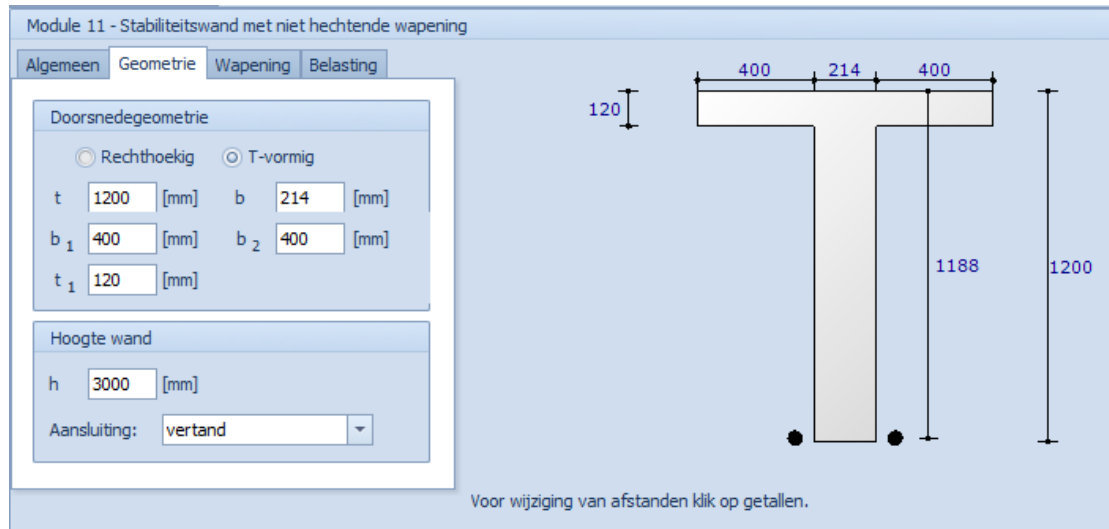 Module 11 - Stabiliteitswand met niet hechtende wapening
Algemeen Geometrie Wapening Belasting
Doorsnedegeometrie
Rechthoekig T-vormig
t 1200 [mm] b 214 [mm]
b 1 400 [mm] b 2 400 [mm]
t 1 120 [mm]
Hoogte wand
h 3000 [mm]
Aansluiting: vertand
400 214 400
120
1188 1200
Voor wijziging van afstanden klik op getallen.